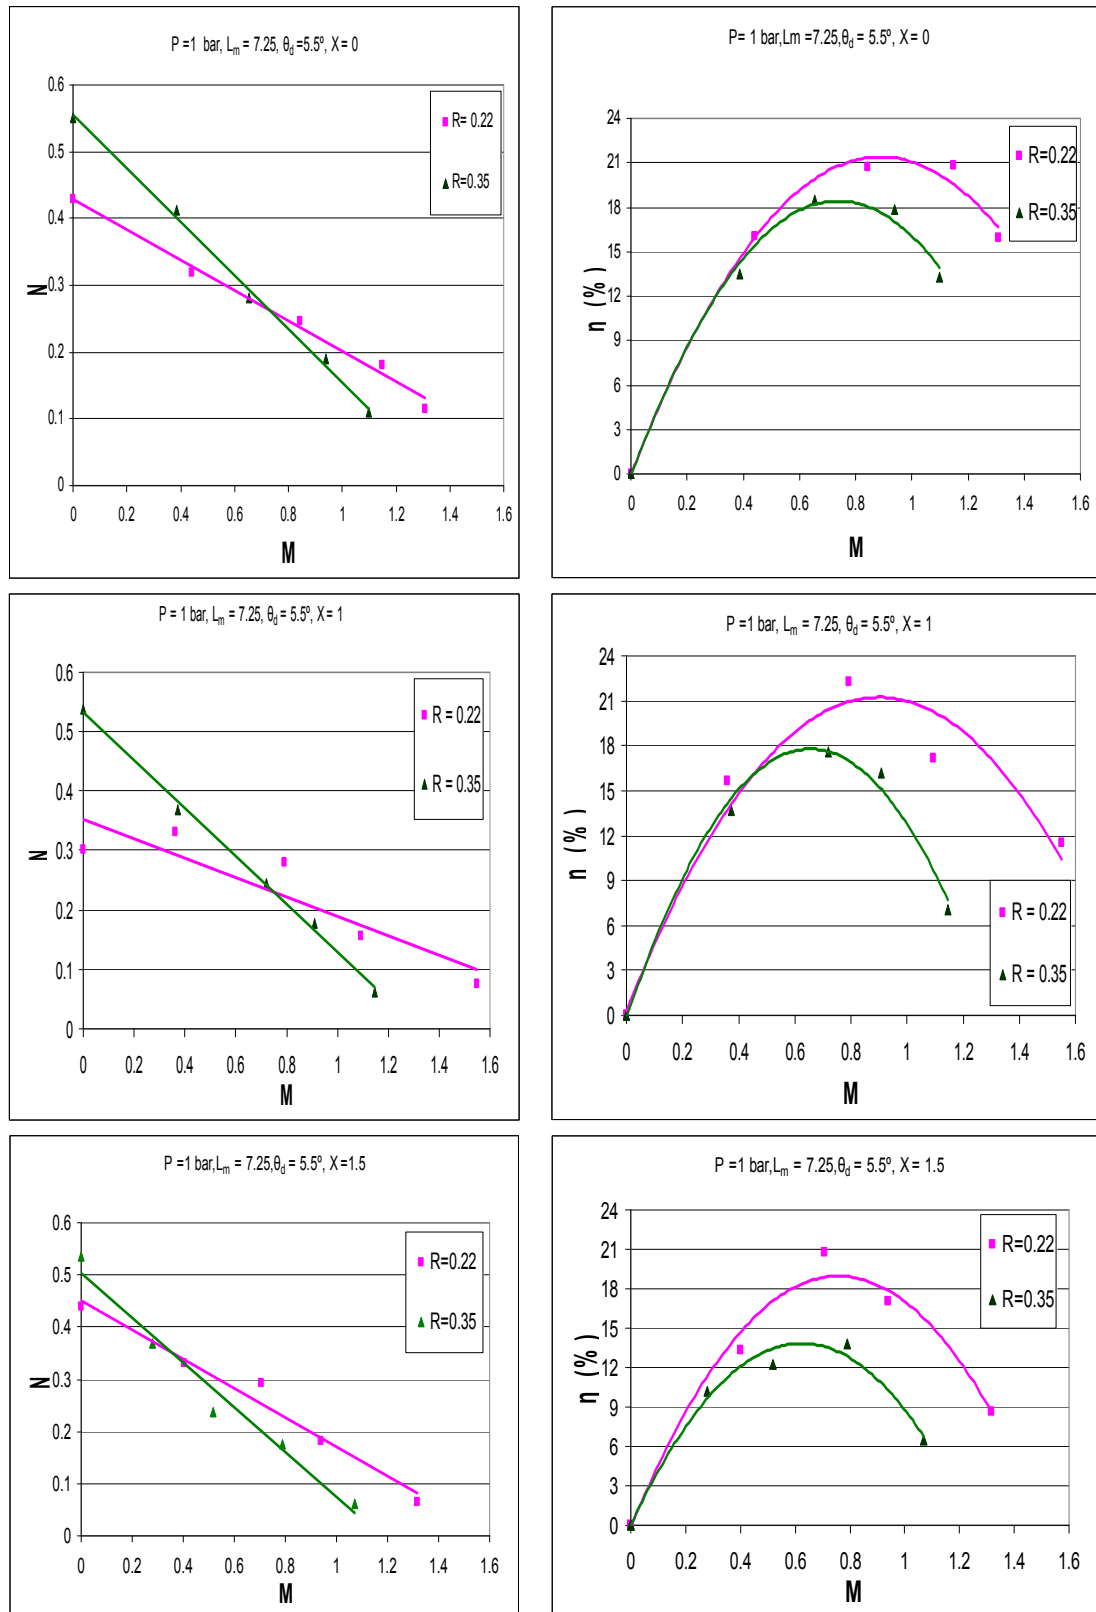 P =1 bar, Lm = 7.25, θd =5.5º, X = 0
0.6
0.5
0.4
0.3
0.2
0.1
0
N
R= 0.22
R=0.35
0 0.2 0.4 0.6 0.8 1 1.2 1.4 1.6
M
P= 1 bar,Lm =7.25,θd = 5.5º, X = 0
24
21
18
15
12
9
6
3
0
η (%)
R=0.22
R=0.35
0 0.2 0.4 0.6 0.8 1 1.2 1.4 1.6
M
P = 1 bar, Lm = 7.25, θd = 5.5º, X = 1
0.6
0.5
0.4
0.3
0.2
0.1
0
N
R = 0.22
R = 0.35
0 0.2 0.4 0.6 0.8 1 1.2 1.4 1.6
M
P = 1 bar, Lm = 7.25, θd = 5.5º, X = 1
24
21
18
15
12
9
6
3
0
η (%)
R = 0.22
R = 0.35
0 0.2 0.4 0.6 0.8 1 1.2 1.4 1.6
M
P =1 bar,Lm = 7.25,θd = 5.5º, X =1.5
0.6
0.5
0.4
0.3
0.2
0.1
0
N
R=0.22
R=0.35
0 0.2 0.4 0.6 0.8 1 1.2 1.4 1.6
M
P =1 bar,Lm = 7.25,θd = 5.5º, X = 1.5
24
21
18
15
12
9
6
3
0
η (%)
R=0.22
R=0.35
0 0.2 0.4 0.6 0.8 1 1.2 1.4 1.6
M